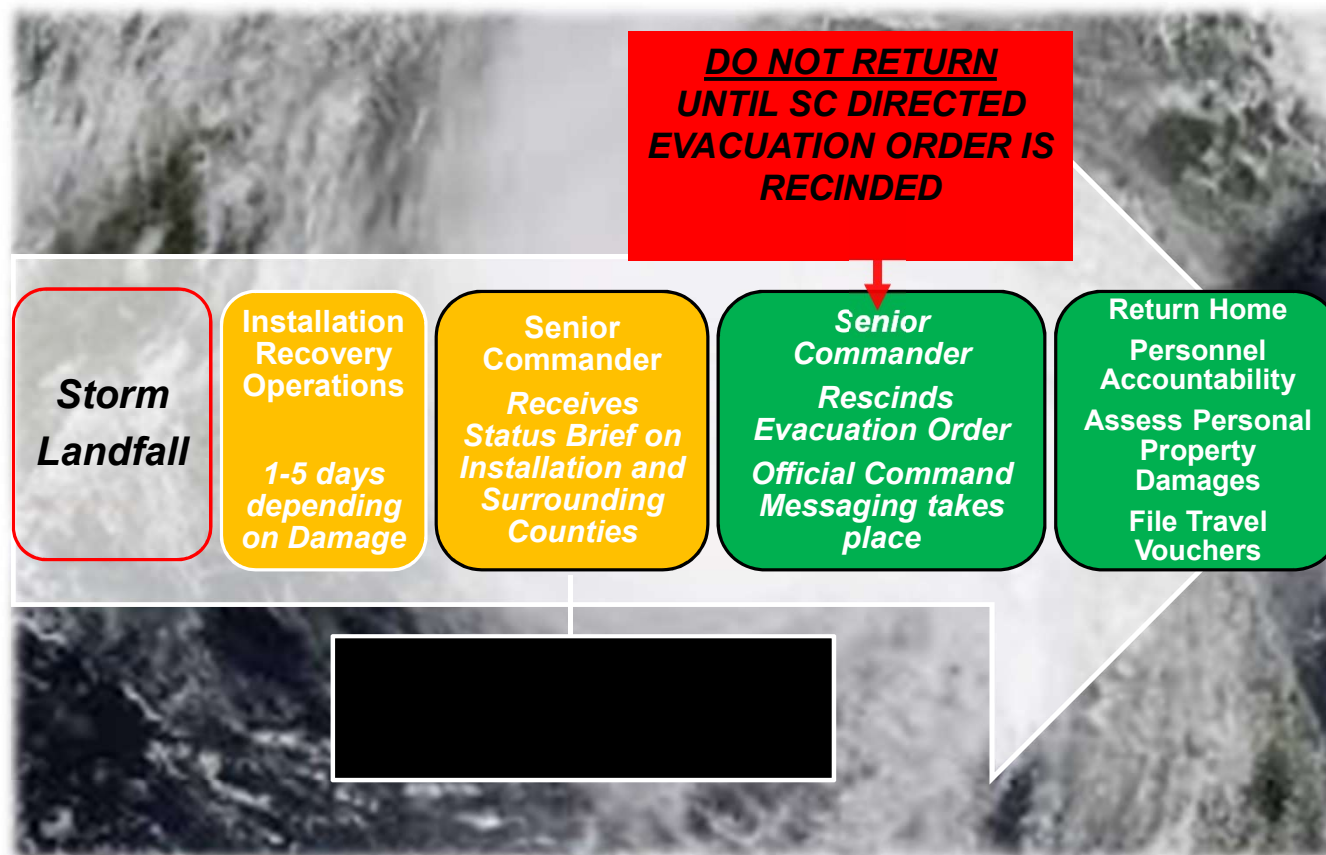 DO NOT RETURN
UNTIL SC DIRECTED
EVACUATION ORDER IS
RECINDED
Storm
Landfall
Installation
Recovery
Operations
1-5 days
depending
on Damage
Senior
Commander
Receives
Status Brief on
Installation and
Surrounding
Counties
Senior
Commander
Rescinds
Evacuation Order
Official Command
Messaging takes
place
Return Home
Personnel
Accountability
Assess Personal
Property
Damages
File Travel
Vouchers